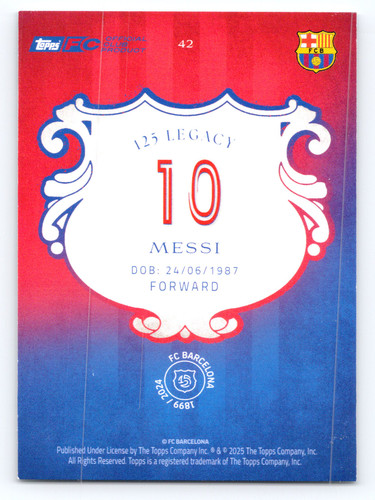 Topps FC
42
FCB
125 LEGACY
10
MESSI
DOB: 24/06/1987
FORWARD
FC BARCELONA
125
1899 / 2024
© FC BARCELONA
Published Under License by The Topps Company, Inc. ® & © 2025 The Topps Company, Inc.
All Rights Reserved. Topps is a registered trademark of The Topps Company, Inc.